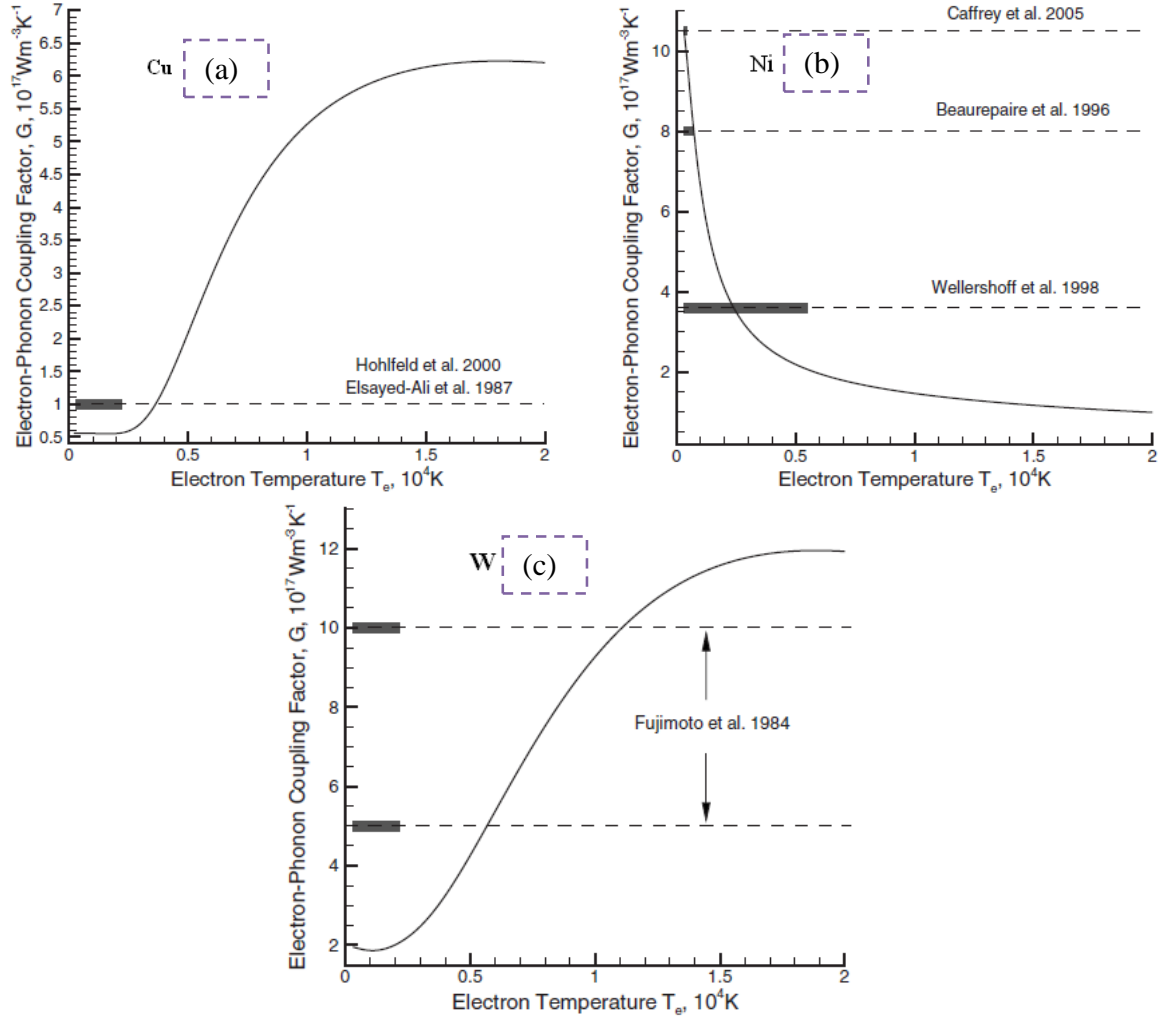 Electron-Phonon Coupling Factor, G, 10¹⁷Wm⁻³K⁻¹
7
6.5
6
5.5
5
4.5
4
3.5
3
2.5
2
1.5
1
0.5
Cu (a)
Hohlfeld et al. 2000
Elsayed-Ali et al. 1987
0 0.5 1 1.5 2
Electron Temperature Tₑ, 10⁴K
Electron-Phonon Coupling Factor, G, 10¹⁷Wm⁻³K⁻¹
10
8
6
4
2
Ni (b)
Caffrey et al. 2005
Beaurepaire et al. 1996
Wellershoff et al. 1998
0 0.5 1 1.5 2
Electron Temperature Tₑ, 10⁴K
Electron-Phonon Coupling Factor, G, 10¹⁷Wm⁻³K⁻¹
12
10
8
6
4
2
W (c)
Fujimoto et al. 1984
0 0.5 1 1.5 2
Electron Temperature Tₑ, 10⁴K